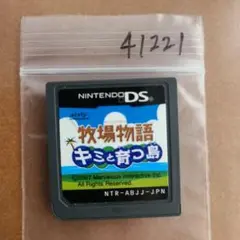 41221
NINTENDO DS
牧場物語
キミと育つ島
©2007 Marvelous Interactive Inc.
All Rights Reserved.
NTR-ABJJ-JPN